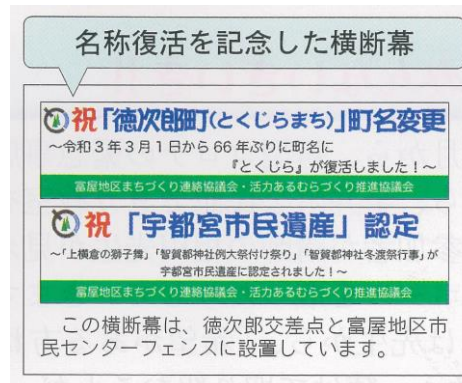 名称復活を記念した横断幕
祝「徳次郎町(とくじらまち)」町名変更
～令和3年3月1日から66年ぶりに町名に
『とくじら』が復活しました！～
富屋地区まちづくり連絡協議会・活力あるむらづくり推進協議会
祝「宇都宮市民遺産」認定
～「上横倉の獅子舞」「智賀都神社例大祭付け祭り」「智賀都神社冬渡祭行事」が
宇都宮市民遺産に認定されました！～
富屋地区まちづくり連絡協議会・活力あるむらづくり推進協議会
この横断幕は、徳次郎交差点と富屋地区市
民センターフェンスに設置しています。